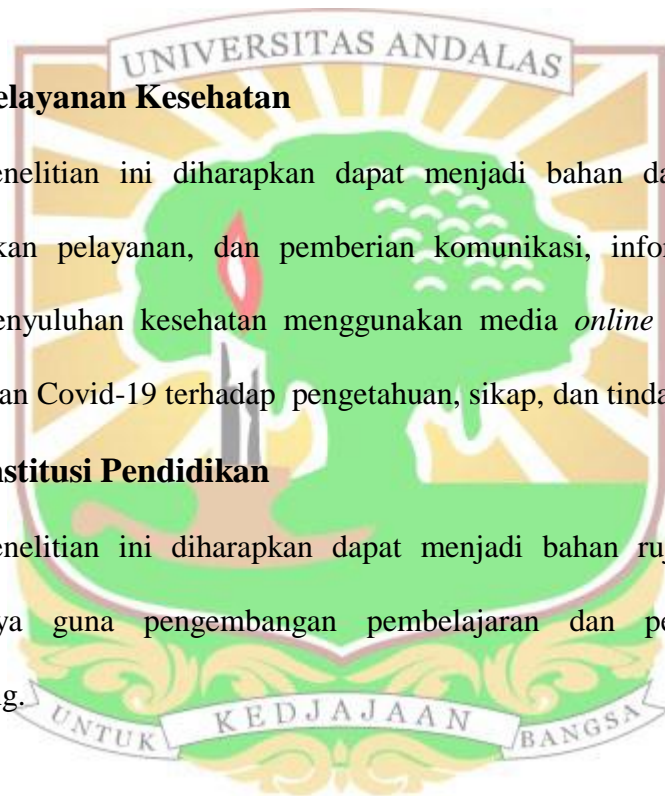 UNIVERSITAS ANDALAS
elayanan Kesehatan
enelitian ini diharapkan dapat menjadi bahan da
kan pelayanan, dan pemberian komunikasi, infor
enyuluhan kesehatan menggunakan media online
an Covid-19 terhadap pengetahuan, sikap, dan tinda
nstitusi Pendidikan
enelitian ini diharapkan dapat menjadi bahan ruj
ya guna pengembangan pembelajaran dan pe
g.
UNTUK KEDJAJAAN BANGSA